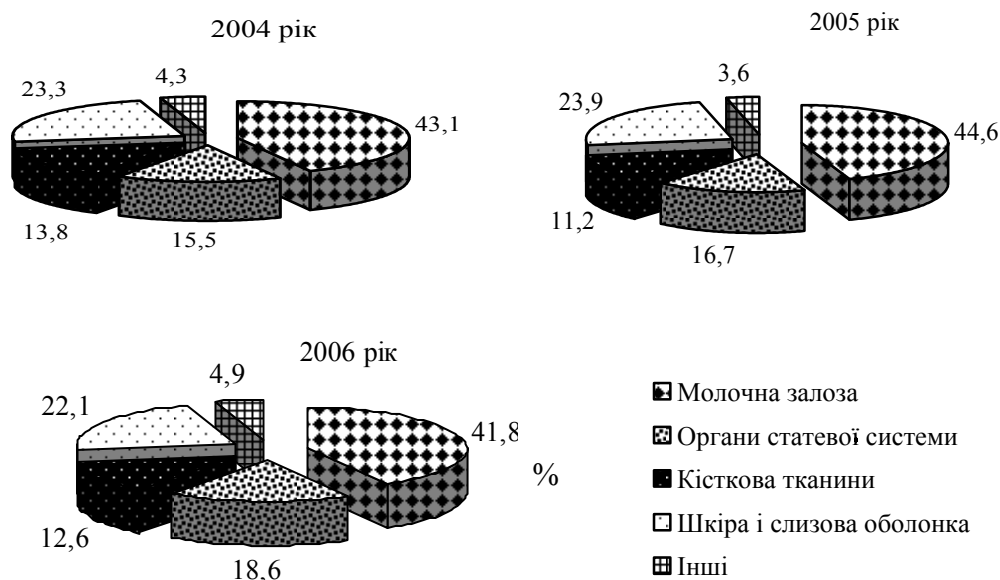 2004 рік
4,3
23,3
43,1
13,8
15,5
2005 рік
3,6
23,9
44,6
11,2
16,7
2006 рік
4,9
22,1
41,8
%
12,6
18,6
Молочна залоза
Органи статевої системи
Кісткова тканини
Шкіра і слизова оболонка
Інші